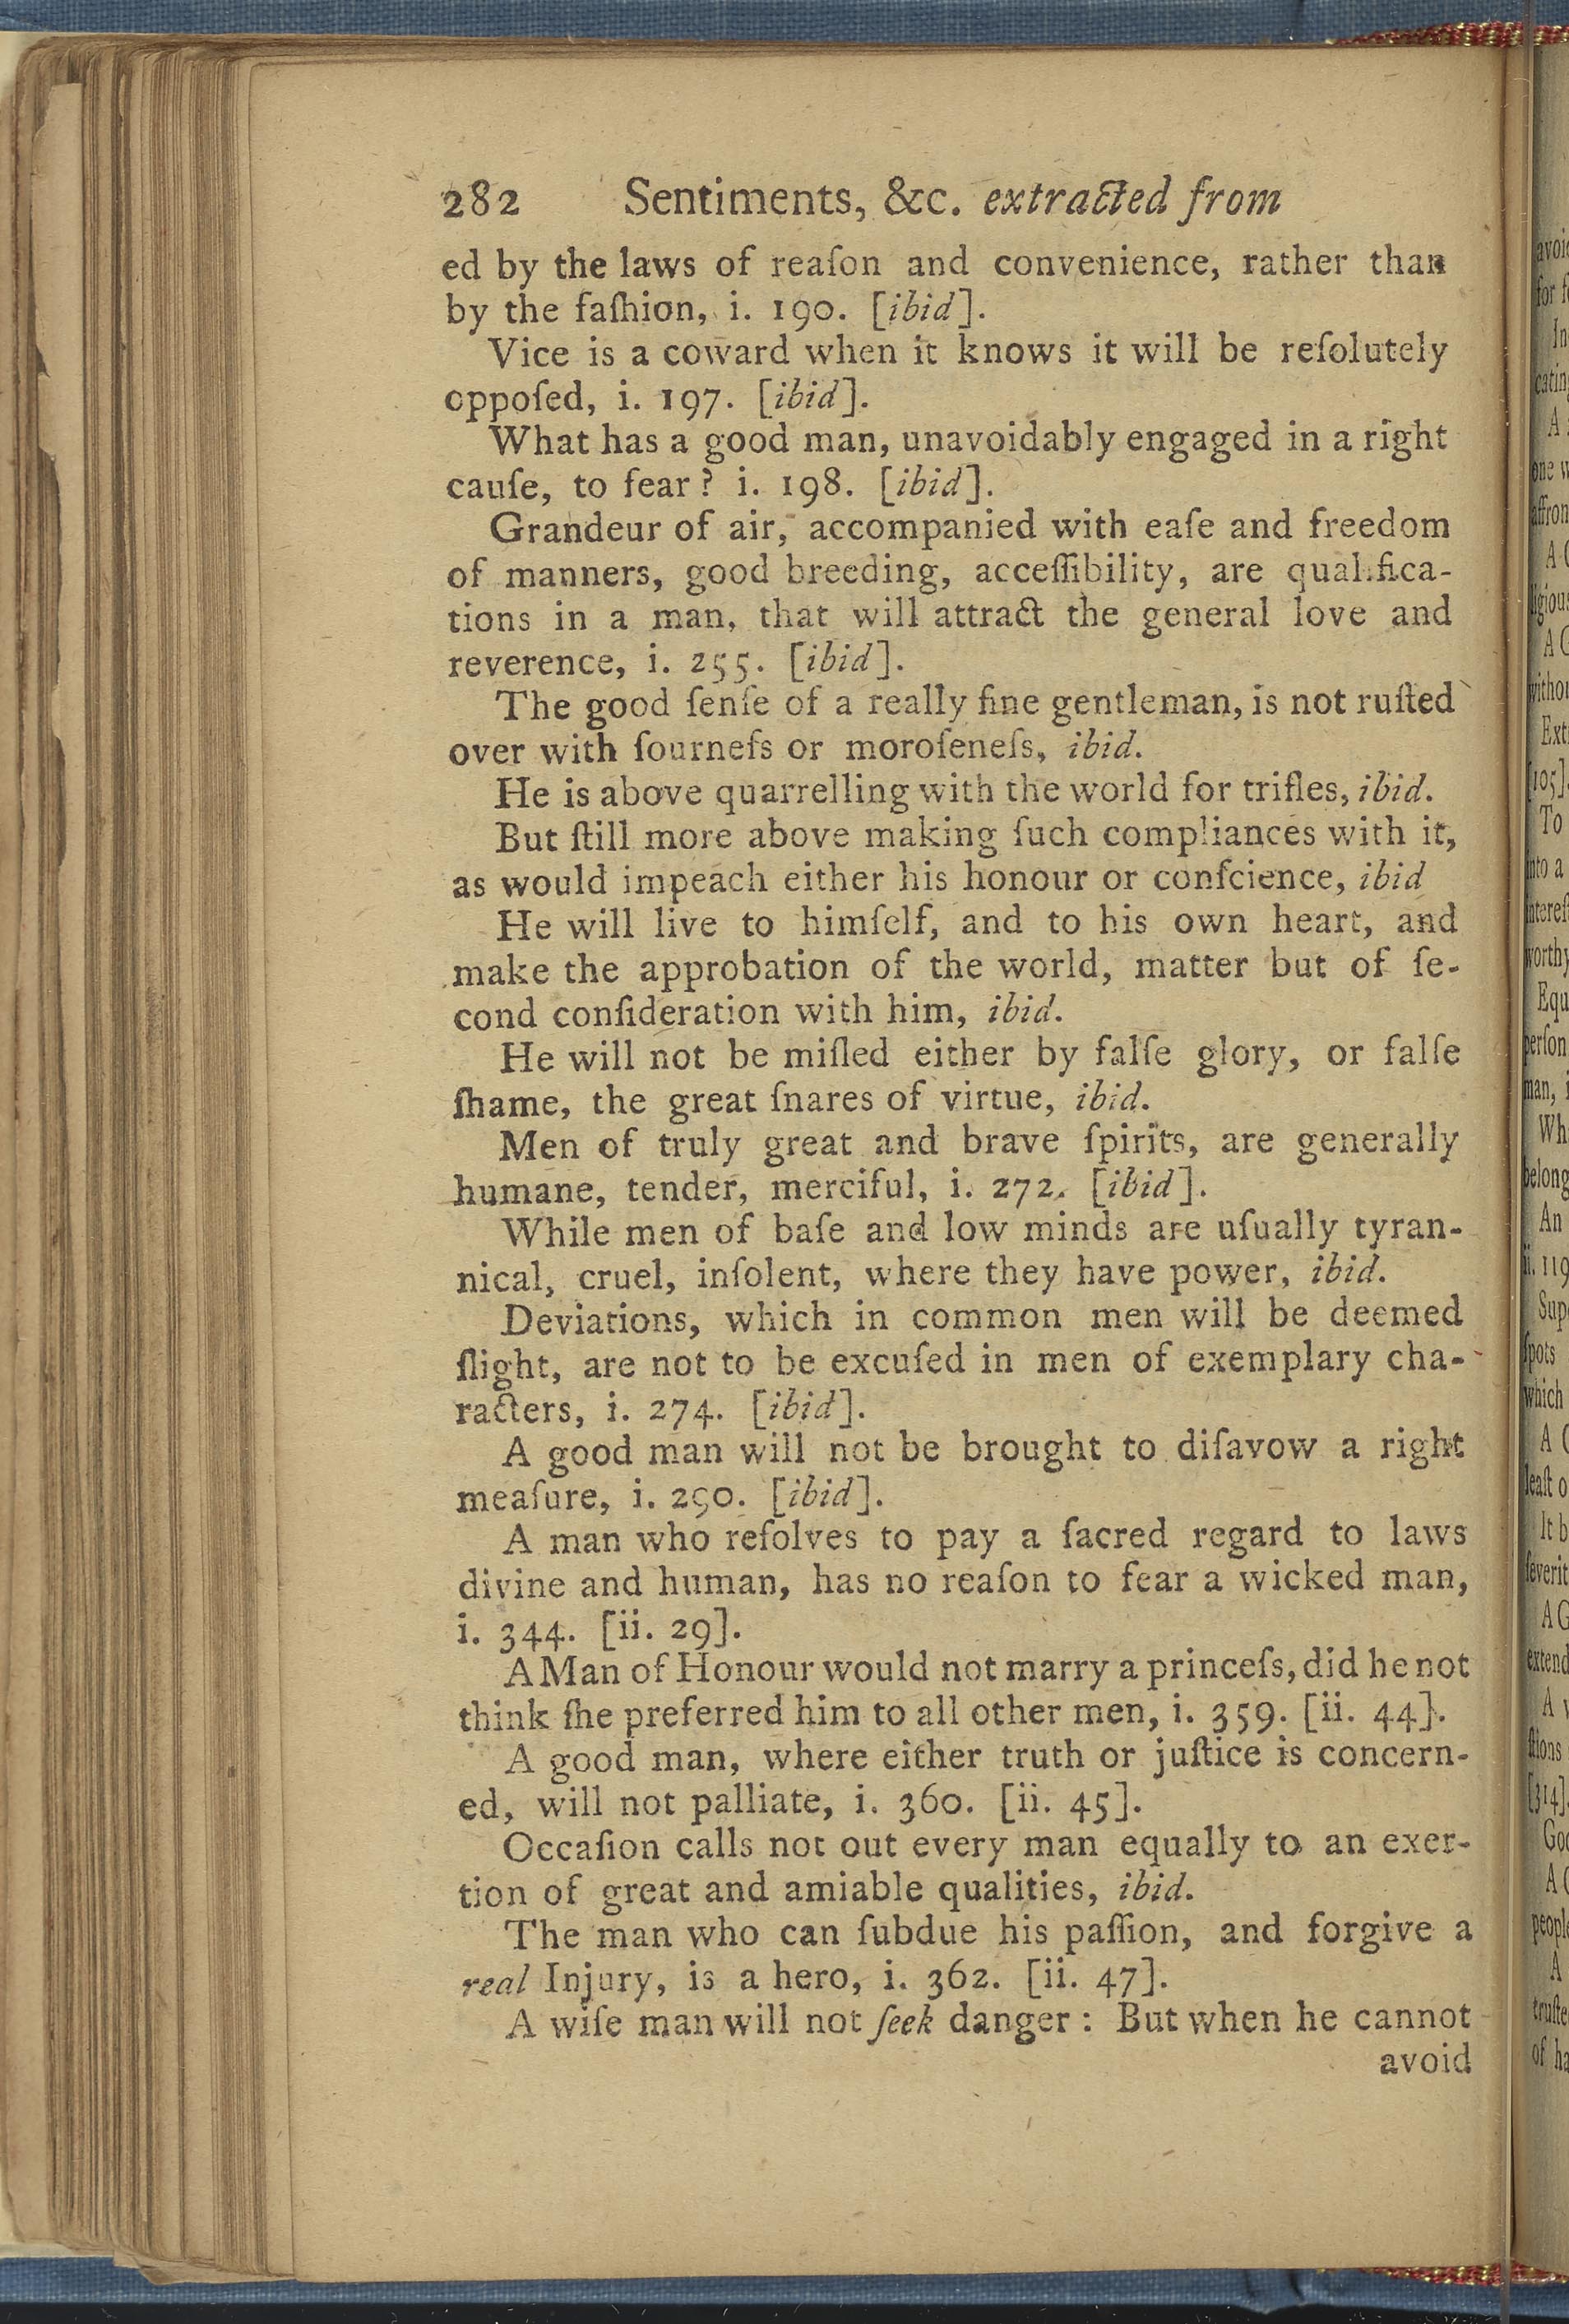 282 Sentiments, &c. extracted from
ed by the laws of reaſon and convenience, rather than
by the faſhion, i. 190. [ibid].
Vice is a coward when it knows it will be reſolutely
oppoſed, i. 197. [ibid].
What has a good man, unavoidably engaged in a right
cauſe, to fear? i. 198. [ibid].
Grandeur of air, accompanied with eaſe and freedom
of manners, good breeding, acceſſibility, are qualifica-
tions in a man, that will attract the general love and
reverence, i. 255. [ibid].
The good ſenſe of a really fine gentleman, is not ruſted
over with ſourneſs or moroſeneſs, ibid.
He is above quarrelling with the world for trifles, ibid.
But ſtill more above making ſuch compliances with it,
as would impeach either his honour or conſcience, ibid
He will live to himſelf, and to his own heart, and
make the approbation of the world, matter but of ſe-
cond conſideration with him, ibid.
He will not be miſled either by falſe glory, or falſe
ſhame, the great ſnares of virtue, ibid.
Men of truly great and brave ſpirits, are generally
humane, tender, merciful, i. 272. [ibid].
While men of baſe and low minds are uſually tyran-
nical, cruel, inſolent, where they have power, ibid.
Deviations, which in common men will be deemed
ſlight, are not to be excuſed in men of exemplary cha-
racters, i. 274. [ibid].
A good man will not be brought to diſavow a right
meaſure, i. 290. [ibid].
A man who reſolves to pay a ſacred regard to laws
divine and human, has no reaſon to fear a wicked man,
i. 344. [ii. 29].
A Man of Honour would not marry a princeſs, did he not
think ſhe preferred him to all other men, i. 359. [ii. 44].
A good man, where either truth or juſtice is concern-
ed, will not palliate, i. 360. [ii. 45].
Occaſion calls not out every man equally to an exer-
tion of great and amiable qualities, ibid.
The man who can ſubdue his paſſion, and forgive a
real Injury, is a hero, i. 362. [ii. 47].
A wiſe man will not ſeek danger: But when he cannot
avoid